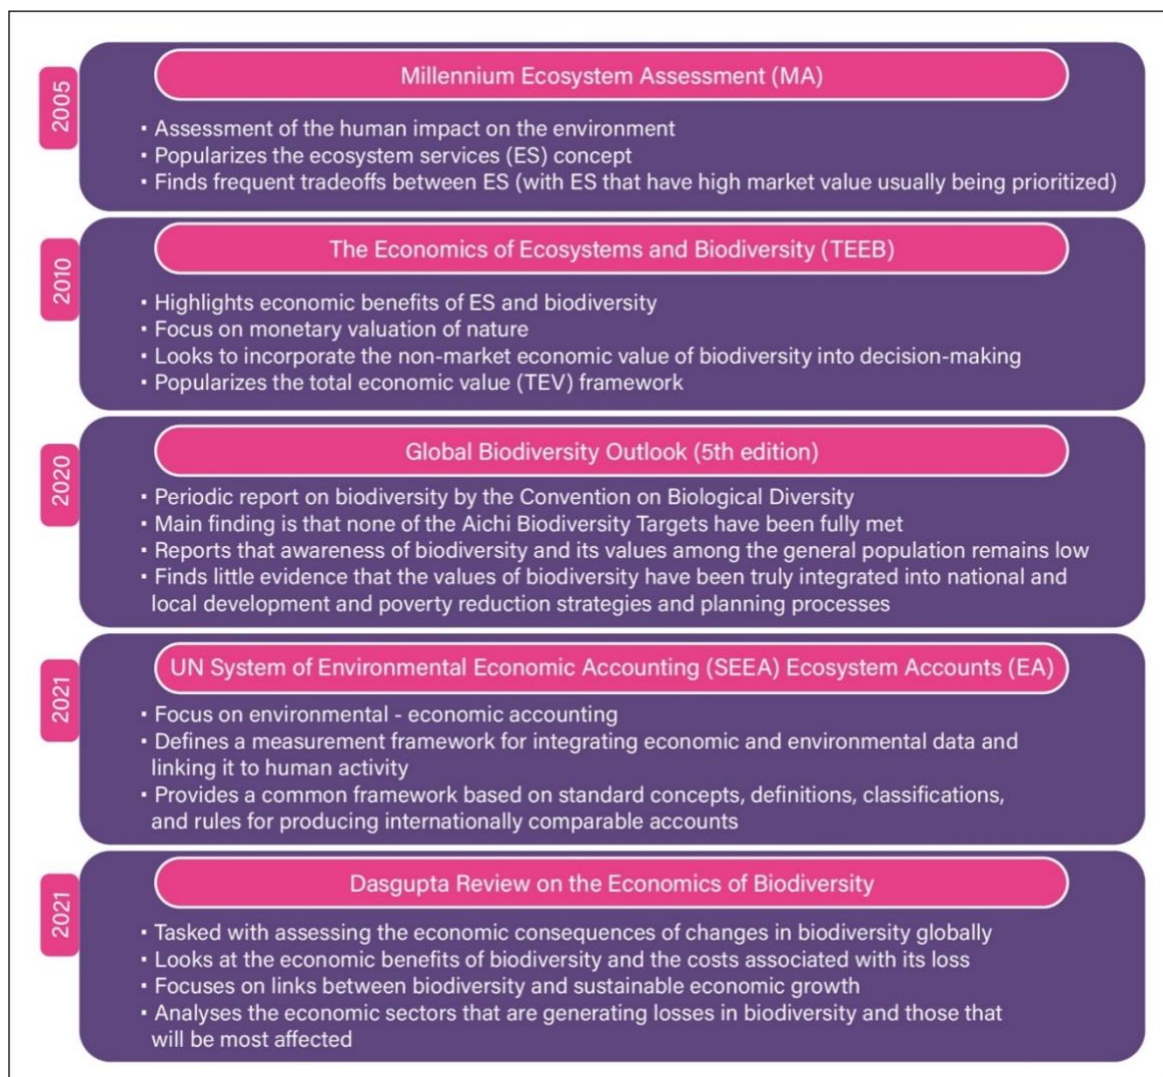 2005
Millennium Ecosystem Assessment (MA)
• Assessment of the human impact on the environment
• Popularizes the ecosystem services (ES) concept
• Finds frequent tradeoffs between ES (with ES that have high market value usually being prioritized)
2010
The Economics of Ecosystems and Biodiversity (TEEB)
• Highlights economic benefits of ES and biodiversity
• Focus on monetary valuation of nature
• Looks to incorporate the non-market economic value of biodiversity into decision-making
• Popularizes the total economic value (TEV) framework
2020
Global Biodiversity Outlook (5th edition)
• Periodic report on biodiversity by the Convention on Biological Diversity
• Main finding is that none of the Aichi Biodiversity Targets have been fully met
• Reports that awareness of biodiversity and its values among the general population remains low
• Finds little evidence that the values of biodiversity have been truly integrated into national and
local development and poverty reduction strategies and planning processes
2021
UN System of Environmental Economic Accounting (SEEA) Ecosystem Accounts (EA)
• Focus on environmental - economic accounting
• Defines a measurement framework for integrating economic and environmental data and
linking it to human activity
• Provides a common framework based on standard concepts, definitions, classifications,
and rules for producing internationally comparable accounts
2021
Dasgupta Review on the Economics of Biodiversity
• Tasked with assessing the economic consequences of changes in biodiversity globally
• Looks at the economic benefits of biodiversity and the costs associated with its loss
• Focuses on links between biodiversity and sustainable economic growth
• Analyses the economic sectors that are generating losses in biodiversity and those that
will be most affected